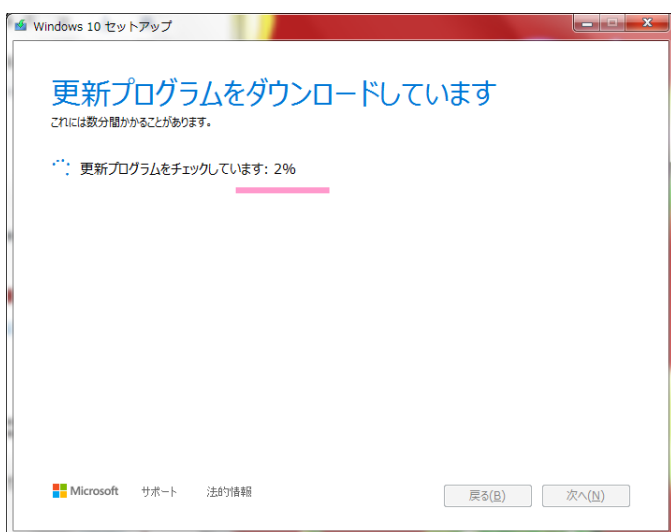 Windows 10 セットアップ
更新プログラムをダウンロードしています
これには数分間かかることがあります。
更新プログラムをチェックしています: 2%
Microsoft サポート 法的情報
戻る(B) 次へ(N)